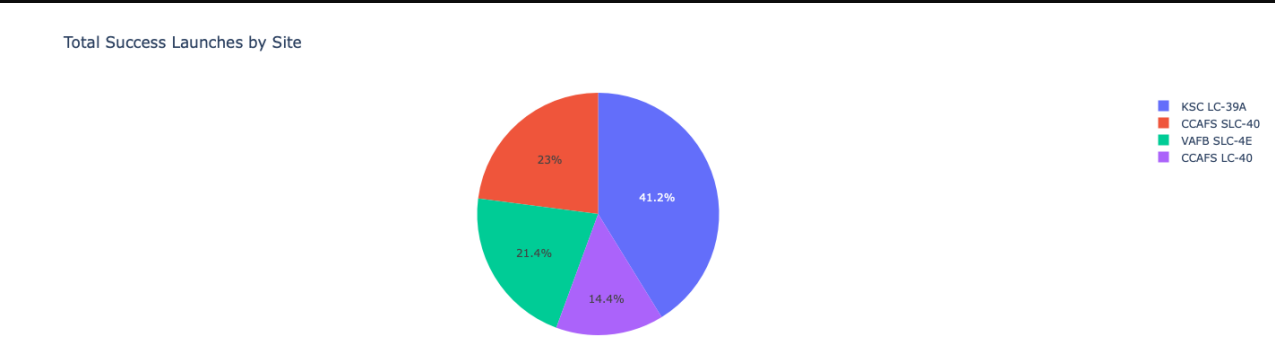 Total Success Launches by Site
KSC LC-39A
CCAFS SLC-40
VAFB SLC-4E
CCAFS LC-40
23%
41.2%
21.4%
14.4%